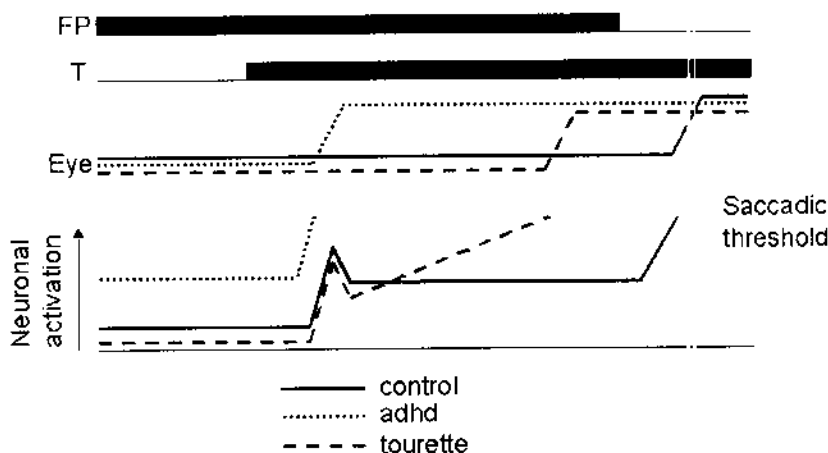 FP
T
Eye
Saccadic
threshold
Neuronal
activation
control
adhd
tourette